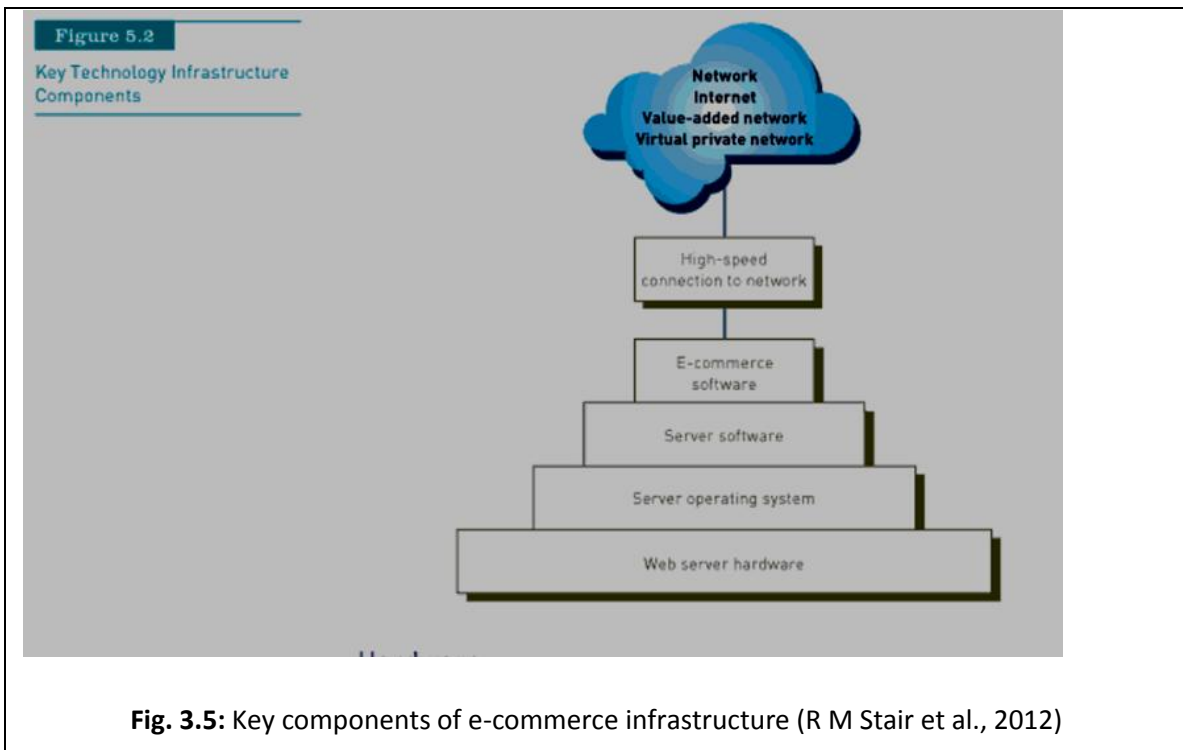 Figure 5.2
Key Technology Infrastructure
Components
Network
Internet
Value-added network
Virtual private network
High-speed
connection to network
E-commerce
software
Server software
Server operating system
Web server hardware
Fig. 3.5: Key components of e-commerce infrastructure (R M Stair et al., 2012)